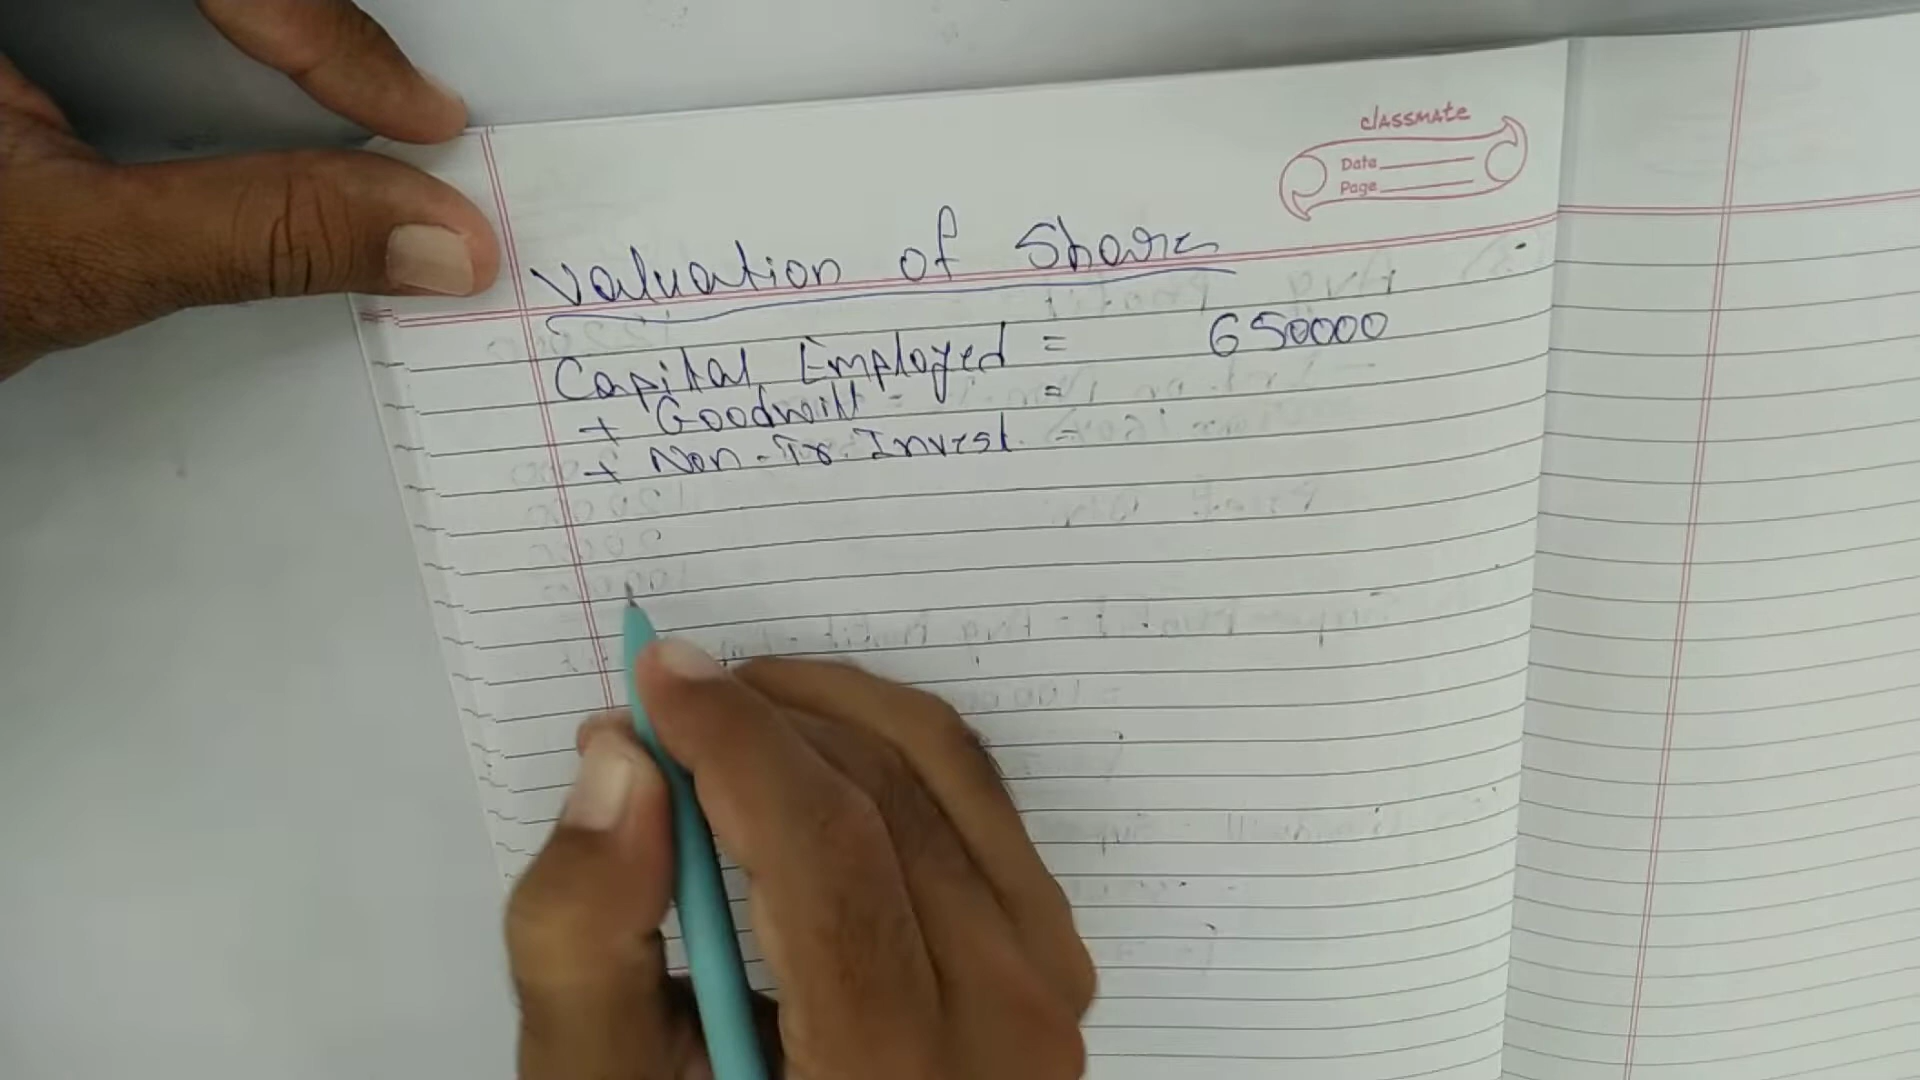 classmate
Date
Page
Valuation of Share
Capital Employed = 650000
+ Goodwill =
+ Non-Tr. Invest. =